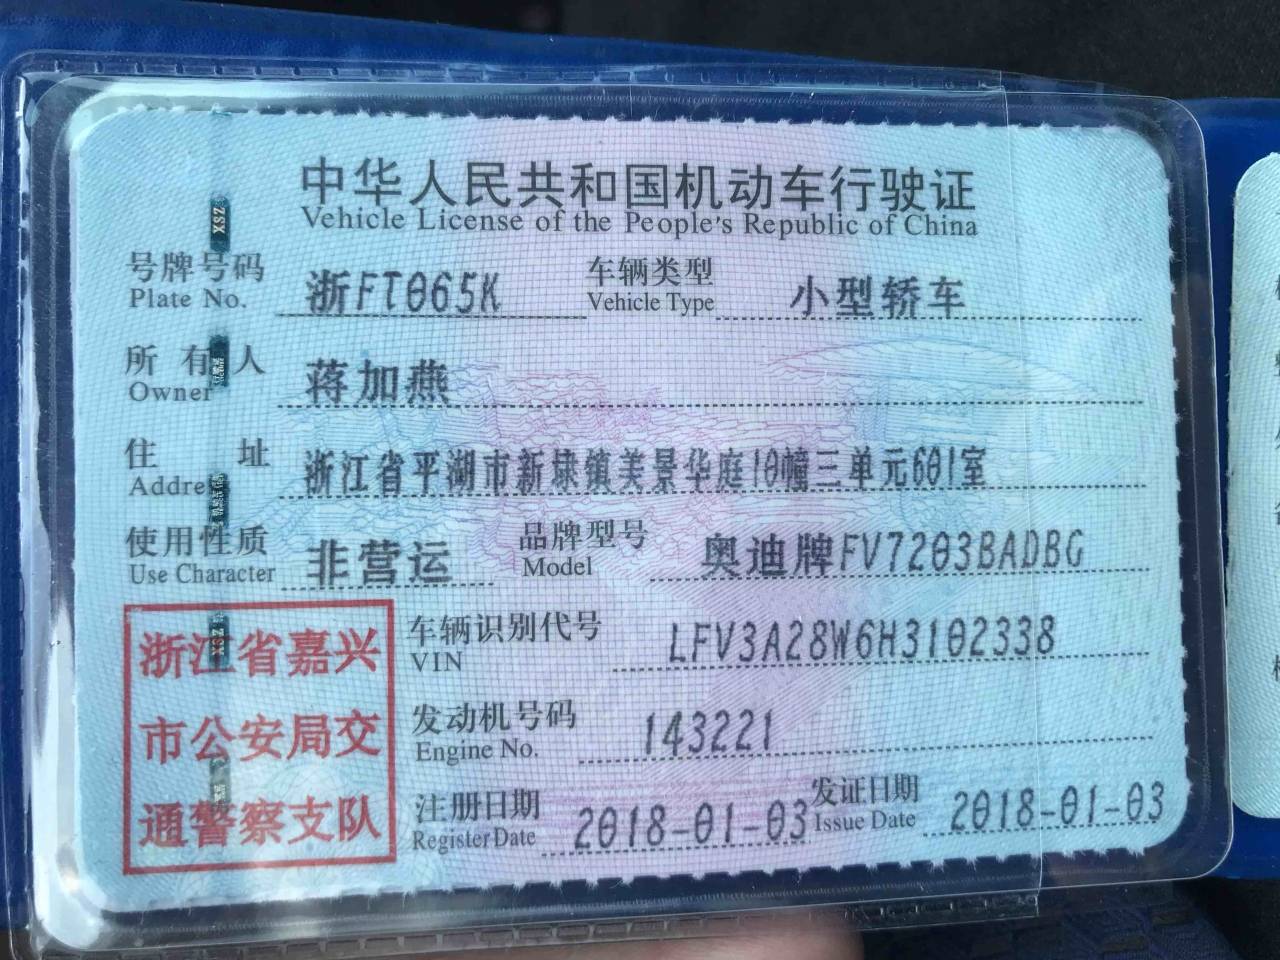 中华人民共和国机动车行驶证
Vehicle License of the People's Republic of China
号牌号码 浙FT065K 车辆类型 小型轿车
Plate No. Vehicle Type
所有人 蒋加燕
Owner
住址 浙江省平湖市新埭镇美景华庭10幢三单元601室
Addre
使用性质 非营运 品牌型号 奥迪牌FV7203BADBG
Use Character Model
车辆识别代号 LFV3A28W6H3102338
VIN
发动机号码 143221
Engine No.
注册日期 2018-01-03 发证日期 2018-01-03
Register Date Issue Date
浙江省嘉兴
市公安局交
通警察支队
XSZ
XSZ